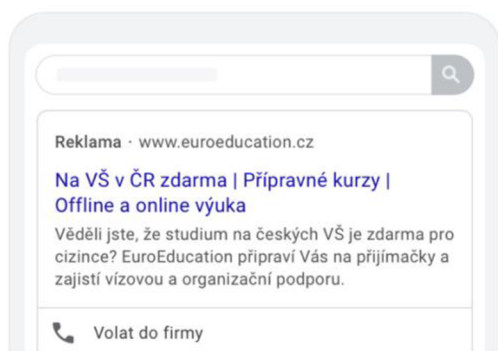 Reklama · www.euroeducation.cz
Na VŠ v ČR zdarma | Přípravné kurzy |
Offline a online výuka
Věděli jste, že studium na českých VŠ je zdarma pro
cizince? EuroEducation připraví Vás na přijímačky a
zajistí vízovou a organizační podporu.
Volat do firmy